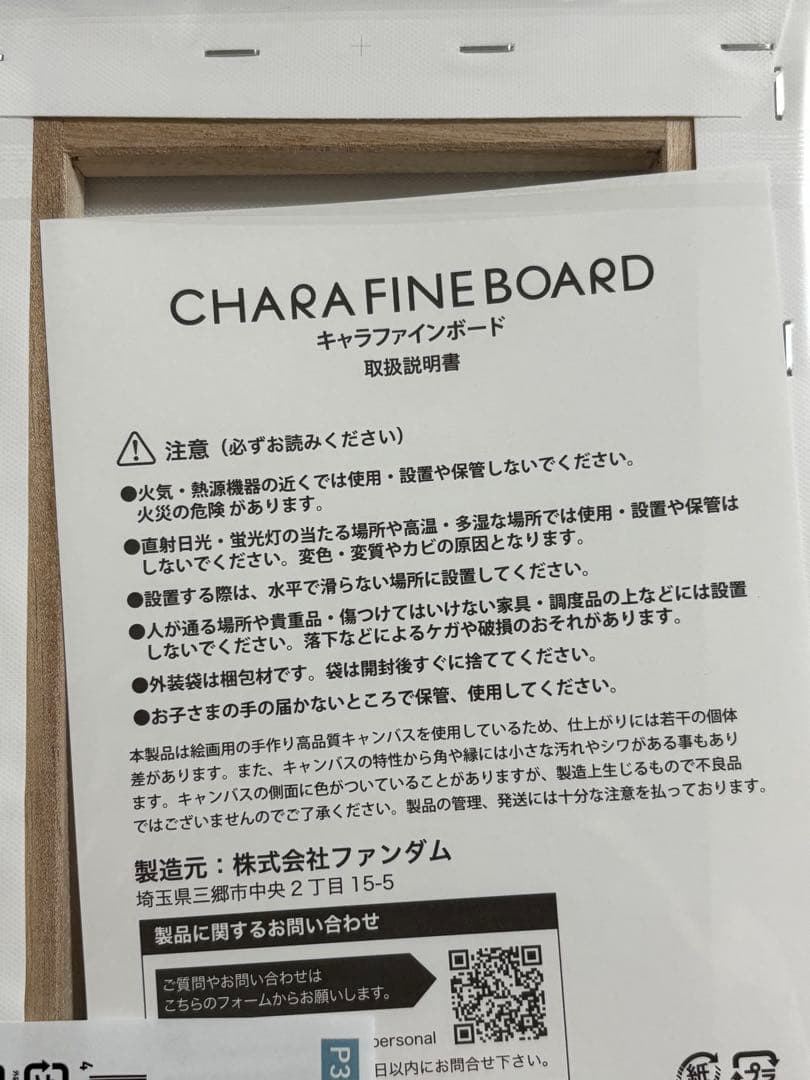 CHARA FINE BOARD
キャラファインボード
取扱説明書
注意（必ずお読みください）
●火気・熱源機器の近くでは使用・設置や保管しないでください。
火災の危険 があります。
●直射日光・蛍光灯の当たる場所や高温・多湿な場所では使用・設置や保管は
しないでください。変色・変質やカビの原因となります。
●設置する際は、水平で滑らない場所に設置してください。
●人が通る場所や貴重品・傷つけてはいけない家具・調度品の上などには設置
しないでください。落下などによるケガや破損のおそれがあります。
●外装袋は梱包材です。袋は開封後すぐに捨ててください。
●お子さまの手の届かないところで保管、使用してください。
本製品は絵画用の手作り高品質キャンバスを使用しているため、仕上がりには若干の個体
差があります。また、キャンバスの特性から角や縁には小さな汚れやシワがある事もあり
ます。キャンバスの側面に色がついていることがありますが、製造上生じるもので不良品
ではございませんのでご了承ください。製品の管理、発送には十分な注意を払っております。
製造元：株式会社ファンダム
埼玉県三郷市中央２丁目 15-5
製品に関するお問い合わせ
ご質問やお問い合わせは
こちらのフォームからお願いします。
personal
P3
日以内にお問合せ下さい。
紙
プラ
4